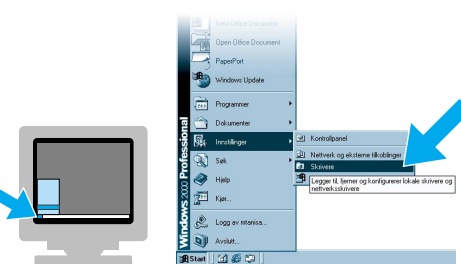 New Office Document
Open Office Document
PaperPort
Windows Update
Programmer
Dokumenter
Innstillinger
Søk
Hjelp
Kjør...
Logg av mtanisa...
Avslutt...
Windows 2000 Professional
Kontrollpanel
Nettverk og eksterne tilkoblinger
Skrivere
Legger til, fjerner og konfigurerer lokale skrivere og
nettverksskrivere
Start